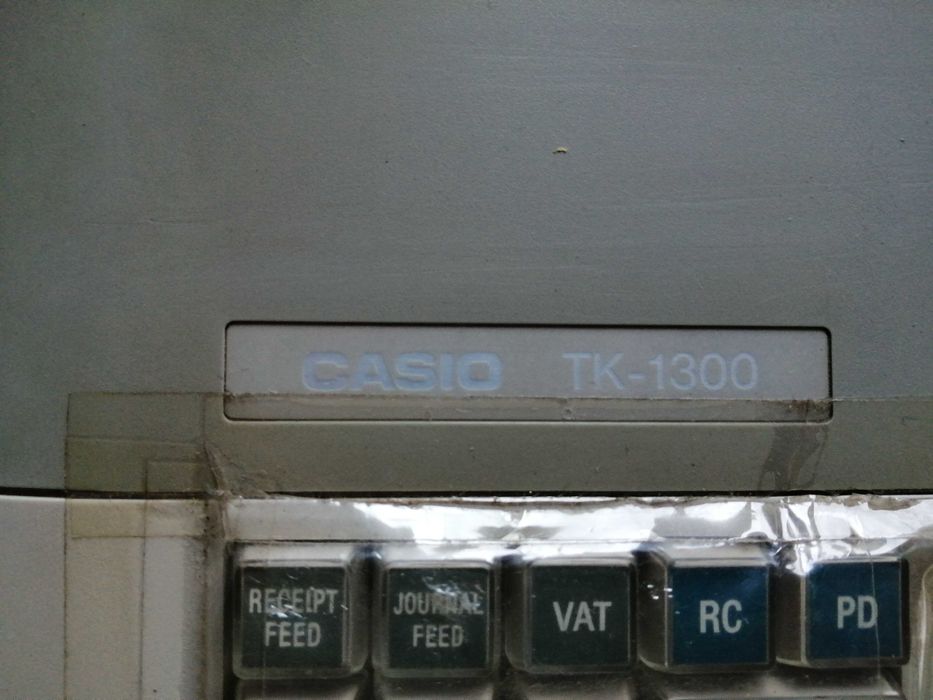 CASIO TK-1300
RECEIPT FEED
JOURNAL FEED
VAT
RC
PD